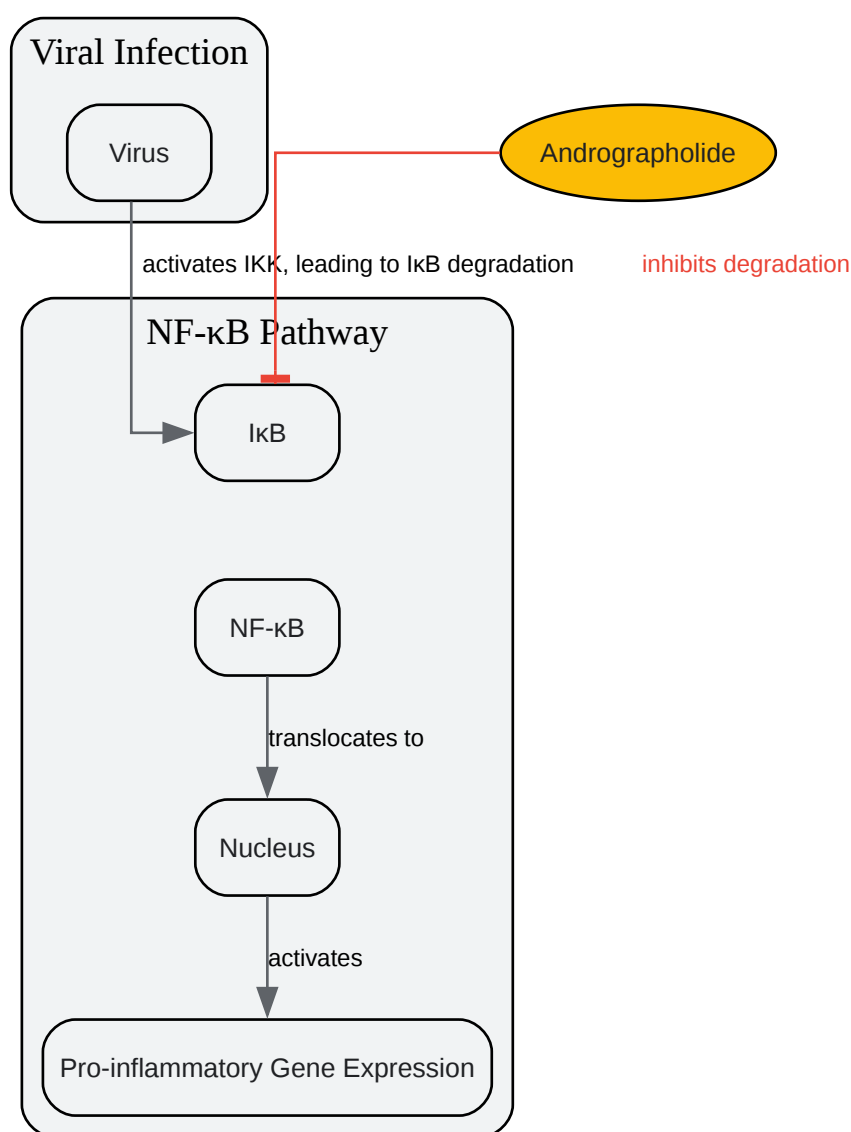 Viral Infection
Virus
Andrographolide
activates IKK, leading to IκB degradation
inhibits degradation
NF-κB Pathway
IκB
NF-κB
translocates to
Nucleus
activates
Pro-inflammatory Gene Expression